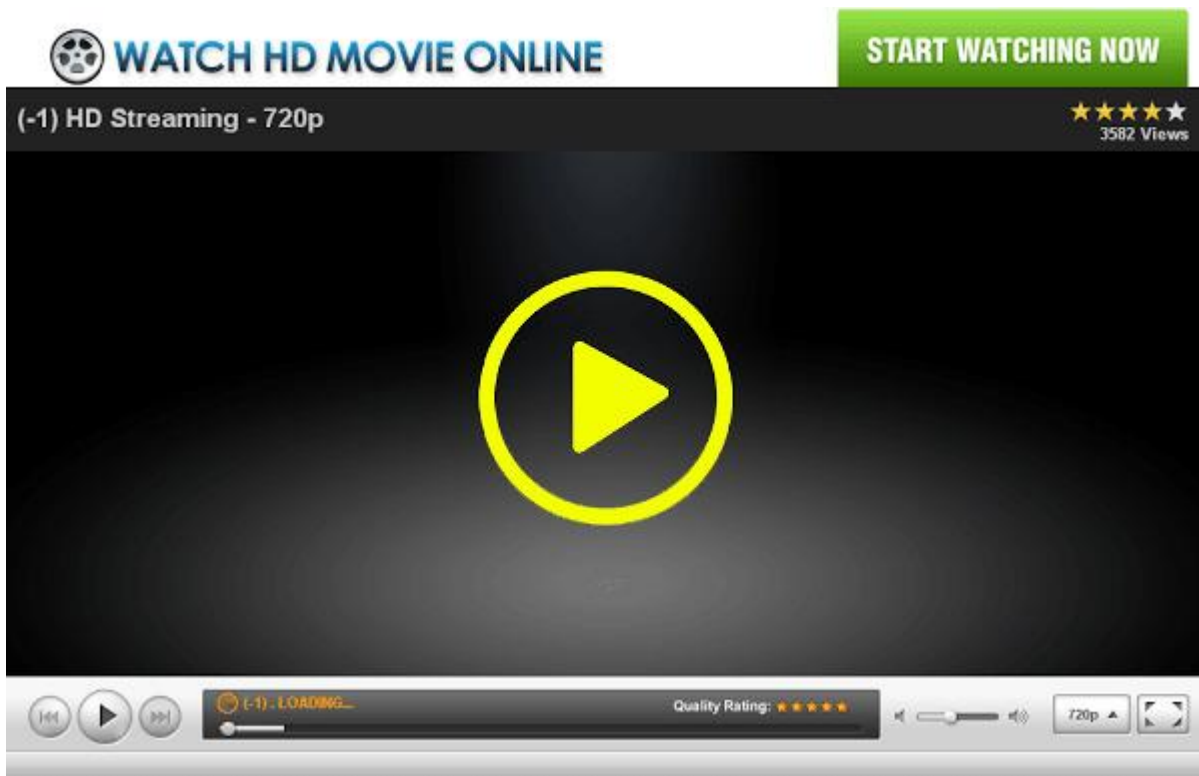 WATCH HD MOVIE ONLINE
START WATCHING NOW
(-1) HD Streaming - 720p
3582 Views
(-1) . LOADING...
Quality Rating:
720p